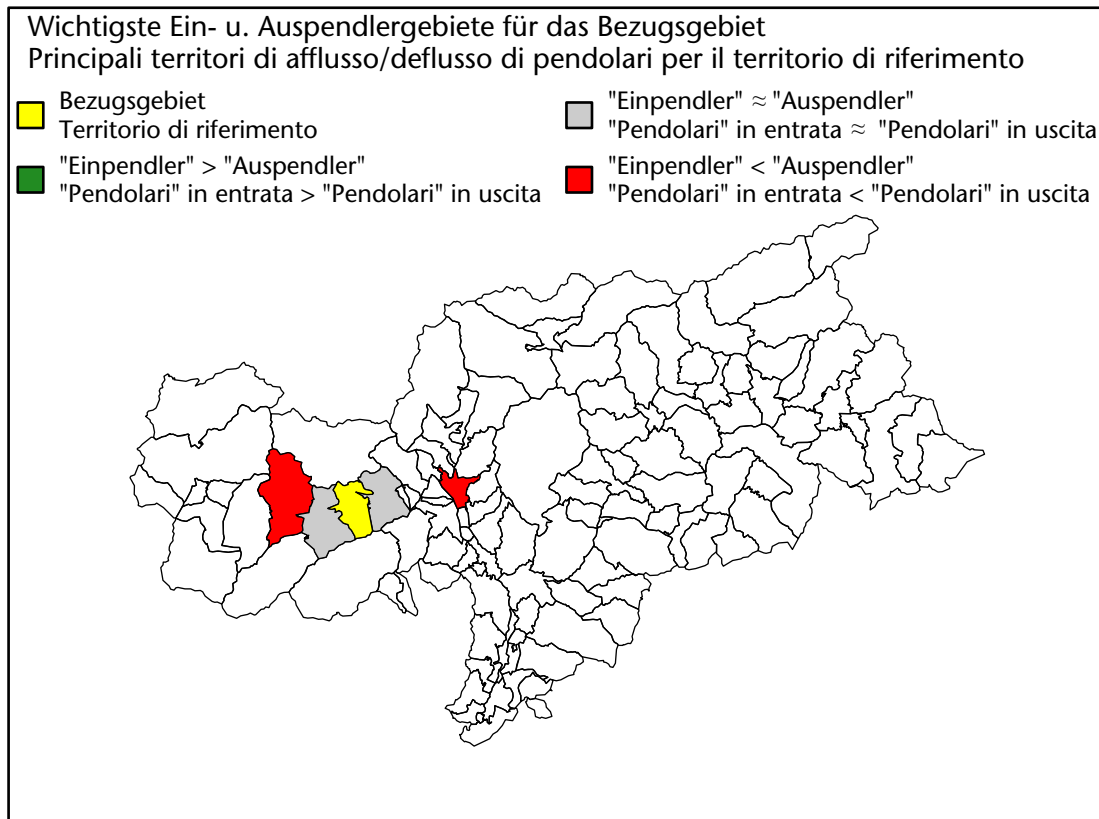 Wichtigste Ein- u. Auspendlergebiete für das Bezugsgebiet
Principali territori di afflusso/deflusso di pendolari per il territorio di riferimento
Bezugsgebiet
Territorio di riferimento
"Einpendler" > "Auspendler"
"Pendolari" in entrata > "Pendolari" in uscita
"Einpendler" ≈ "Auspendler"
"Pendolari" in entrata ≈ "Pendolari" in uscita
"Einpendler" < "Auspendler"
"Pendolari" in entrata < "Pendolari" in uscita